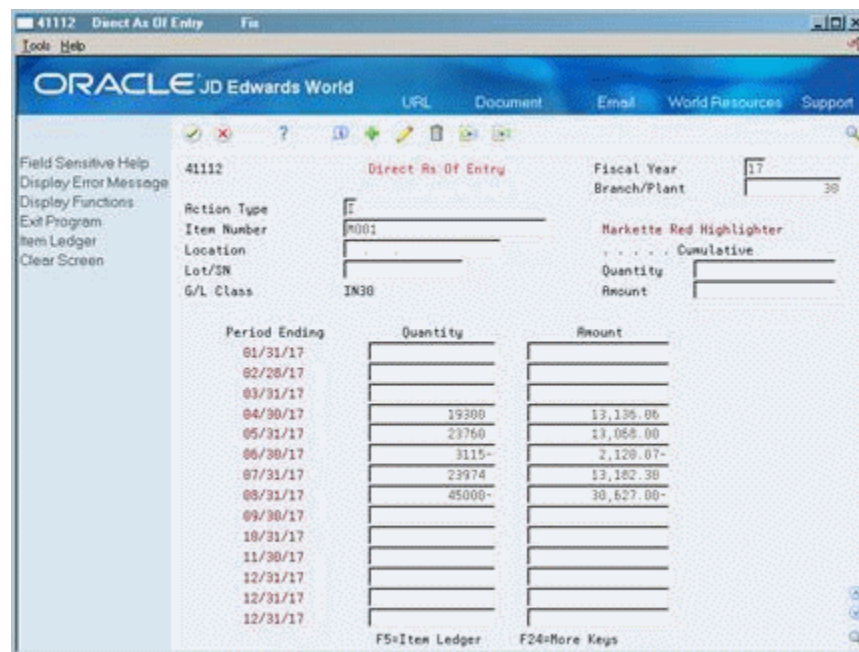 41112 Direct As Of Entry Fix
Tools Help
ORACLE JD Edwards World
URL Document Email World Resources Support
Field Sensitive Help
Display Error Message
Display Functions
Exit Program
Item Ledger
Clear Screen
41112 Direct As Of Entry Fiscal Year 17
Branch/Plant 30
Action Type I
Item Number M001 Markette Red Highlighter
Location . . . . . . . Cumulative
Lot/SN Quantity
G/L Class IN30 Amount
Period Ending Quantity Amount
01/31/17
02/28/17
03/31/17
04/30/17 19300 13,136.06
05/31/17 23760 13,068.00
06/30/17 3115- 2,120.07-
07/31/17 23974 13,182.30
08/31/17 45000- 30,627.00-
09/30/17
10/31/17
11/30/17
12/31/17
12/31/17
12/31/17
F5=Item Ledger F24=More Keys